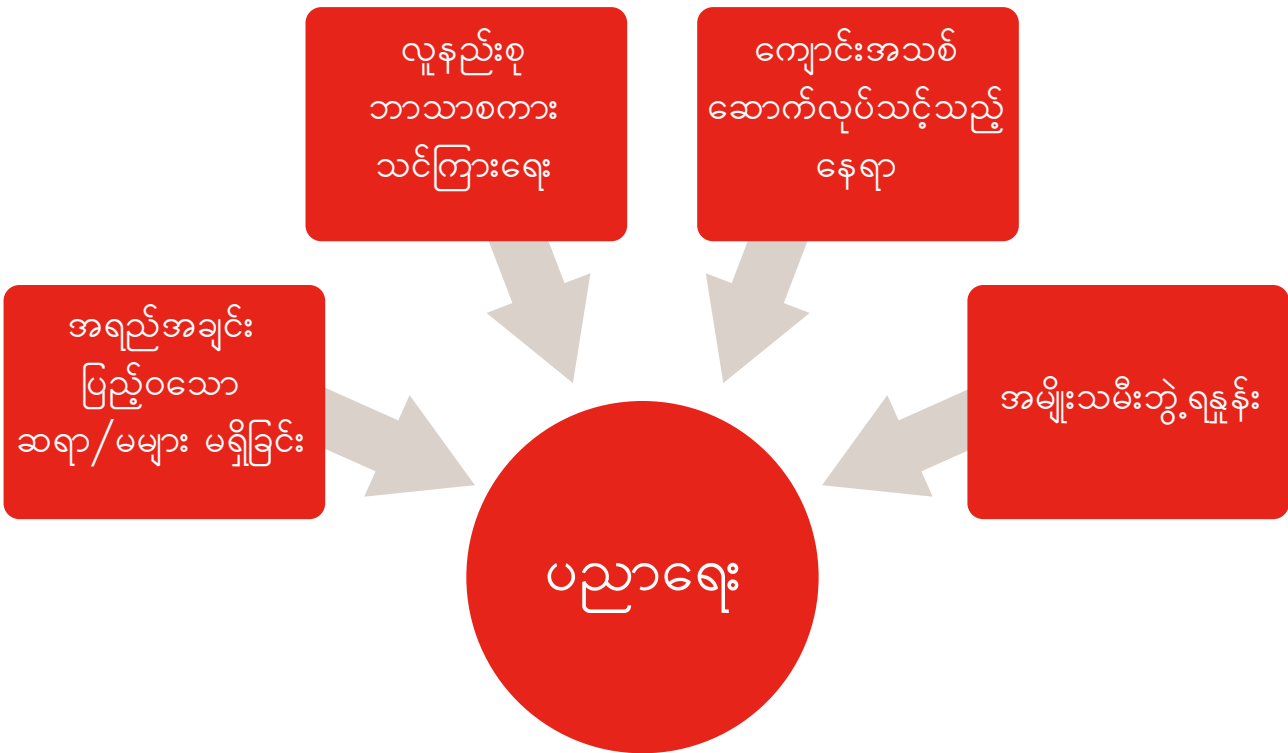 လူနည်းစု
ဘာသာစကား
သင်ကြားရေး
ကျောင်းအသစ်
ဆောက်လုပ်သင့်သည့်
နေရာ
အရည်အချင်း
ပြည့်ဝသော
ဆရာ/မများ မရှိခြင်း
အမျိုးသမီးဘွဲ့ရနှုန်း
ပညာရေး